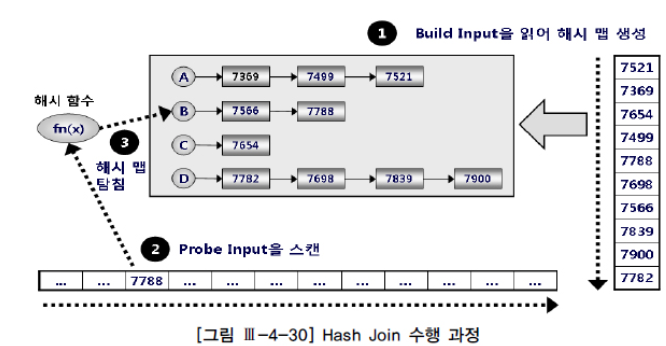 1 Build Input을 읽어 해시 맵 생성
A 7369 7499 7521
B 7566 7788
C 7654
D 7782 7698 7839 7900
해시 함수
fn(x)
3
해시 맵
탐침
2 Probe Input을 스캔
... ... 7788 ... ... ... ... ... ... ... ... ...
7521
7369
7654
7499
7788
7698
7566
7839
7900
7782
[그림 Ⅲ-4-30] Hash Join 수행 과정